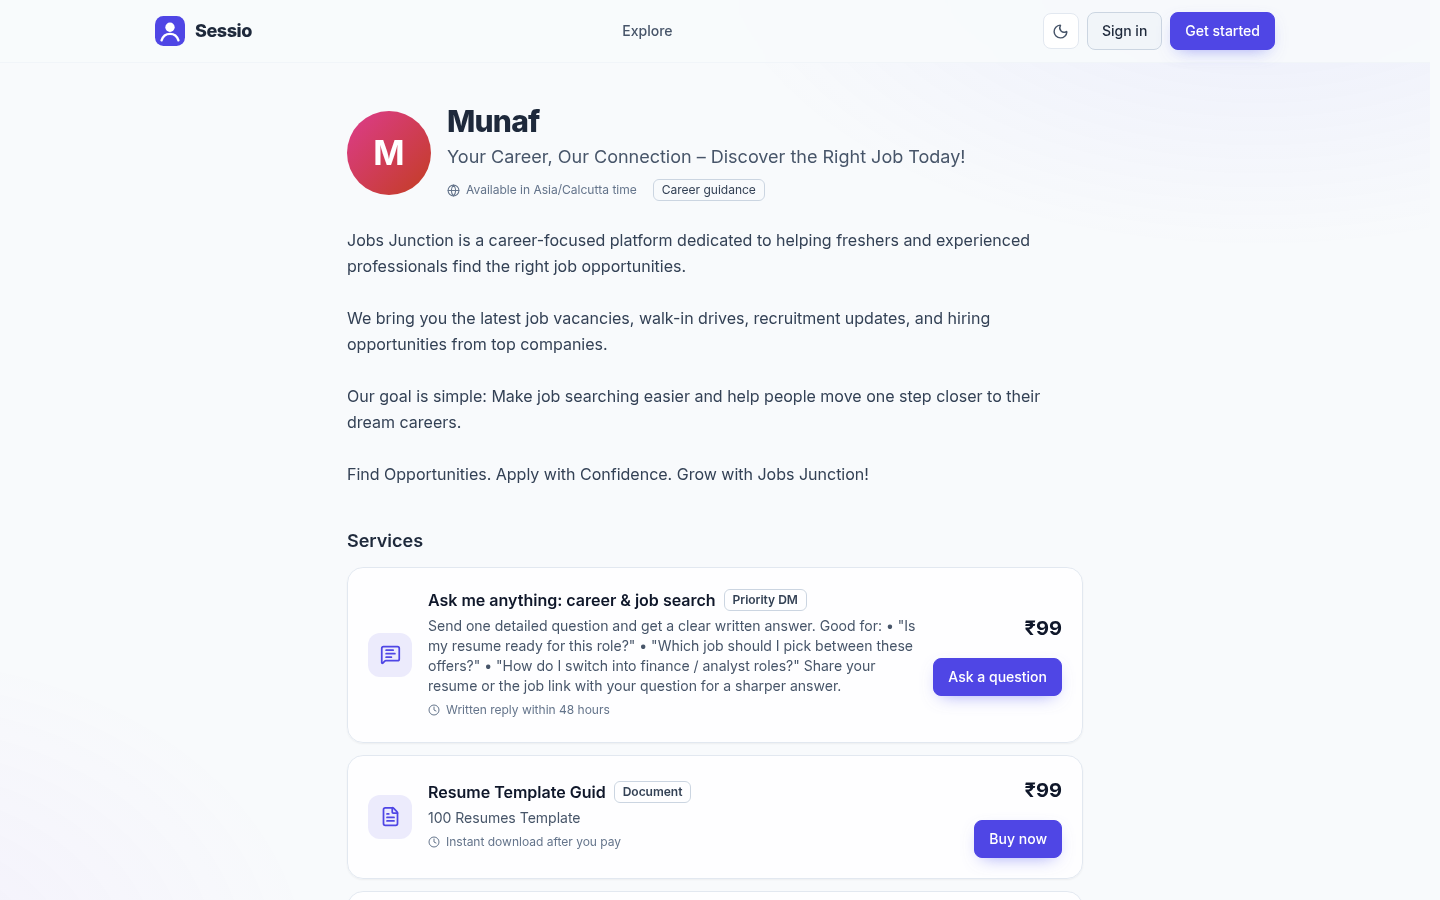 Sessio
Explore
Sign in
Get started
M
Munaf
Your Career, Our Connection – Discover the Right Job Today!
Available in Asia/Calcutta time
Career guidance
Jobs Junction is a career-focused platform dedicated to helping freshers and experienced
professionals find the right job opportunities.
We bring you the latest job vacancies, walk-in drives, recruitment updates, and hiring
opportunities from top companies.
Our goal is simple: Make job searching easier and help people move one step closer to their
dream careers.
Find Opportunities. Apply with Confidence. Grow with Jobs Junction!
Services
Ask me anything: career & job search
Priority DM
Send one detailed question and get a clear written answer. Good for: • "Is
my resume ready for this role?" • "Which job should I pick between these
offers?" • "How do I switch into finance / analyst roles?" Share your
resume or the job link with your question for a sharper answer.
Written reply within 48 hours
₹99
Ask a question
Resume Template Guid
Document
100 Resumes Template
Instant download after you pay
₹99
Buy now